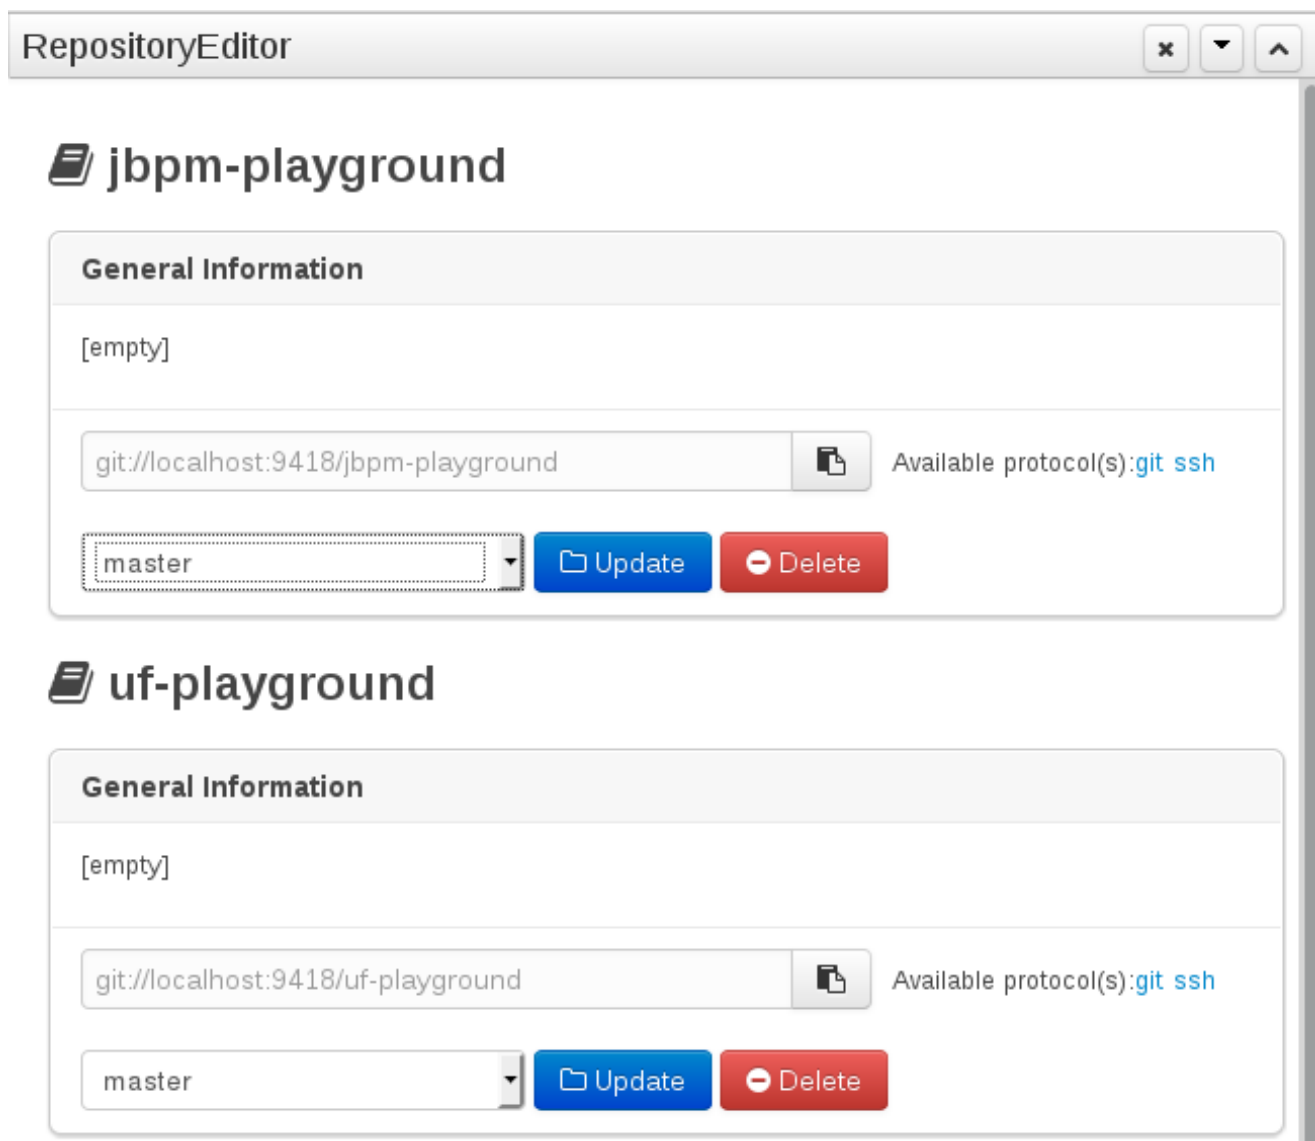 RepositoryEditor
jbpm-playground
General Information
[empty]
git://localhost:9418/jbpm-playground Available protocol(s):git ssh
master Update Delete
uf-playground
General Information
[empty]
git://localhost:9418/uf-playground Available protocol(s):git ssh
master Update Delete